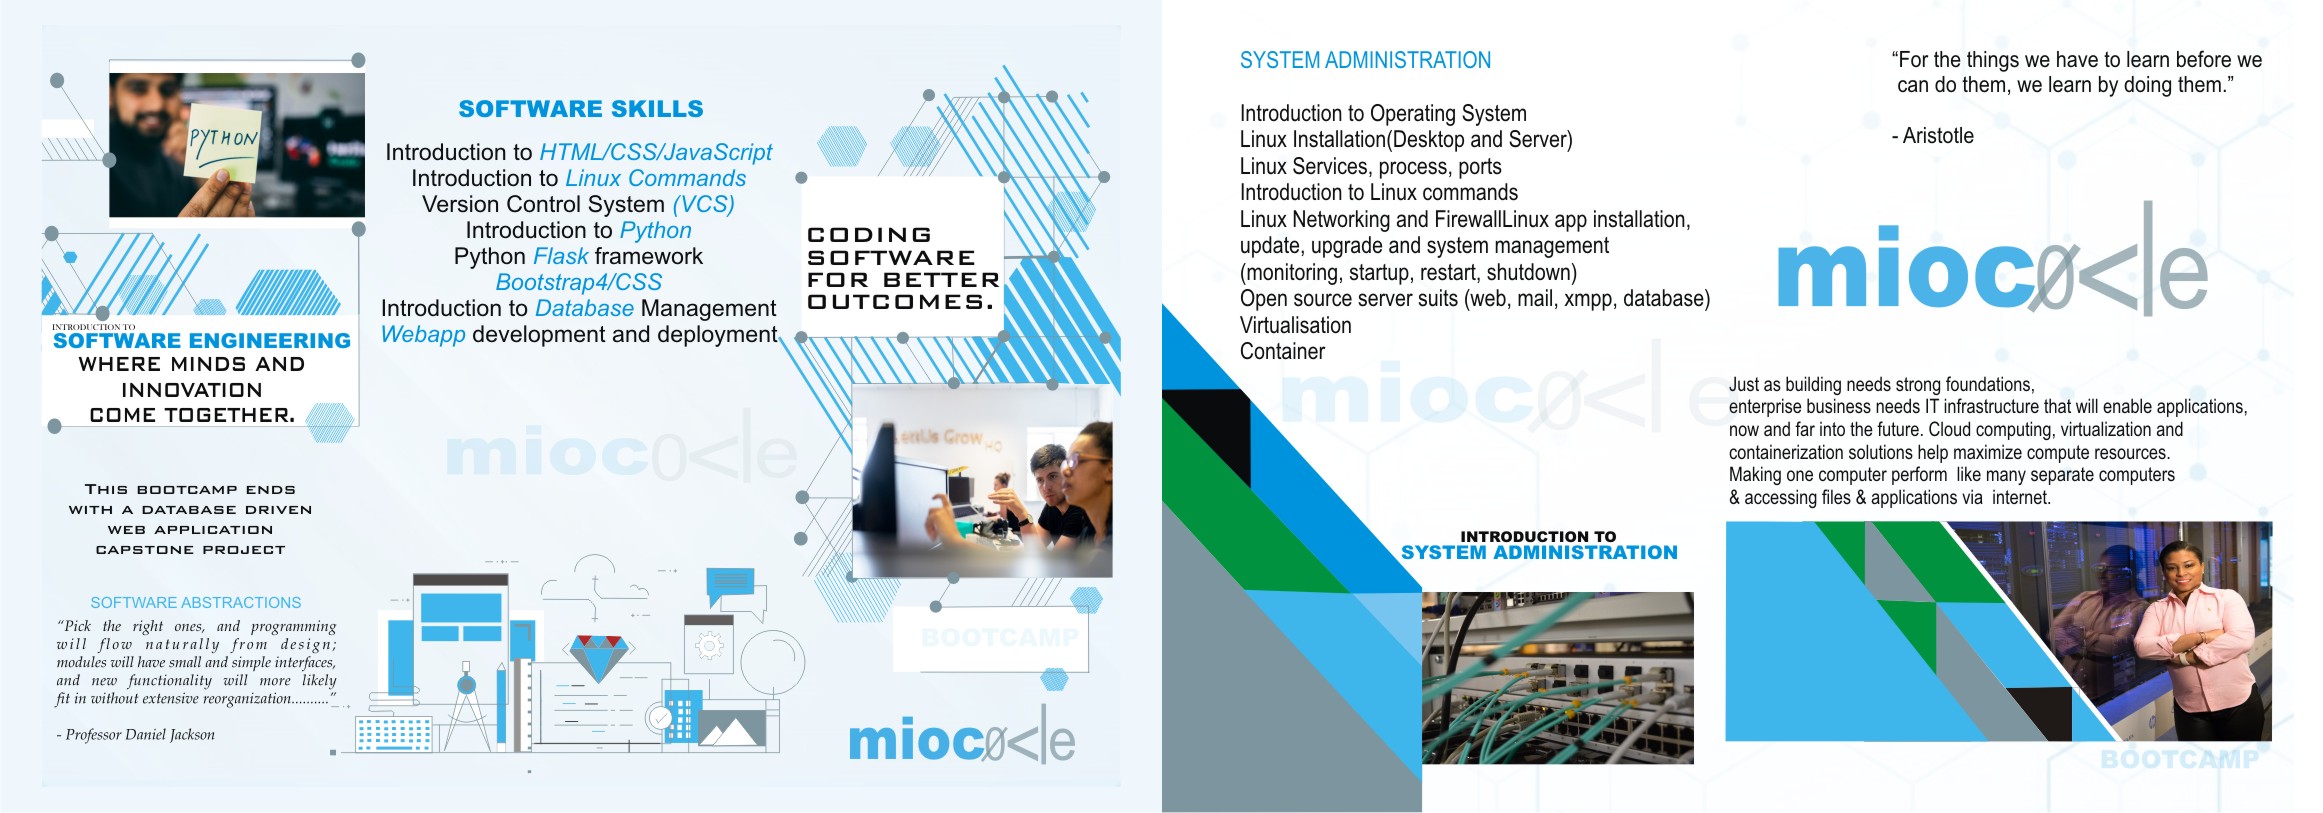 PYTHON
INTRODUCTION TO
SOFTWARE ENGINEERING
WHERE MINDS AND
INNOVATION
COME TOGETHER.
THIS BOOTCAMP ENDS
WITH A DATABASE DRIVEN
WEB APPLICATION
CAPSTONE PROJECT
SOFTWARE ABSTRACTIONS
“Pick the right ones, and programming
will flow naturally from design;
modules will have small and simple interfaces,
and new functionality will more likely
fit in without extensive reorganization..........”
- Professor Daniel Jackson
SOFTWARE SKILLS
Introduction to HTML/CSS/JavaScript
Introduction to Linux Commands
Version Control System (VCS)
Introduction to Python
Python Flask framework
Bootstrap4/CSS
Introduction to Database Management
Webapp development and deployment
miocØ<|e
CODING
SOFTWARE
FOR BETTER
OUTCOMES.
LetsUs Grow
HQ
BOOTCAMP
miocØ<|e
SYSTEM ADMINISTRATION
Introduction to Operating System
Linux Installation(Desktop and Server)
Linux Services, process, ports
Introduction to Linux commands
Linux Networking and FirewallLinux app installation,
update, upgrade and system management
(monitoring, startup, restart, shutdown)
Open source server suits (web, mail, xmpp, database)
Virtualisation
Container
miocØ<|e
INTRODUCTION TO
SYSTEM ADMINISTRATION
“For the things we have to learn before we
can do them, we learn by doing them.”
- Aristotle
miocØ<|e
Just as building needs strong foundations,
enterprise business needs IT infrastructure that will enable applications,
now and far into the future. Cloud computing, virtualization and
containerization solutions help maximize compute resources.
Making one computer perform like many separate computers
& accessing files & applications via internet.
BOOTCAMP